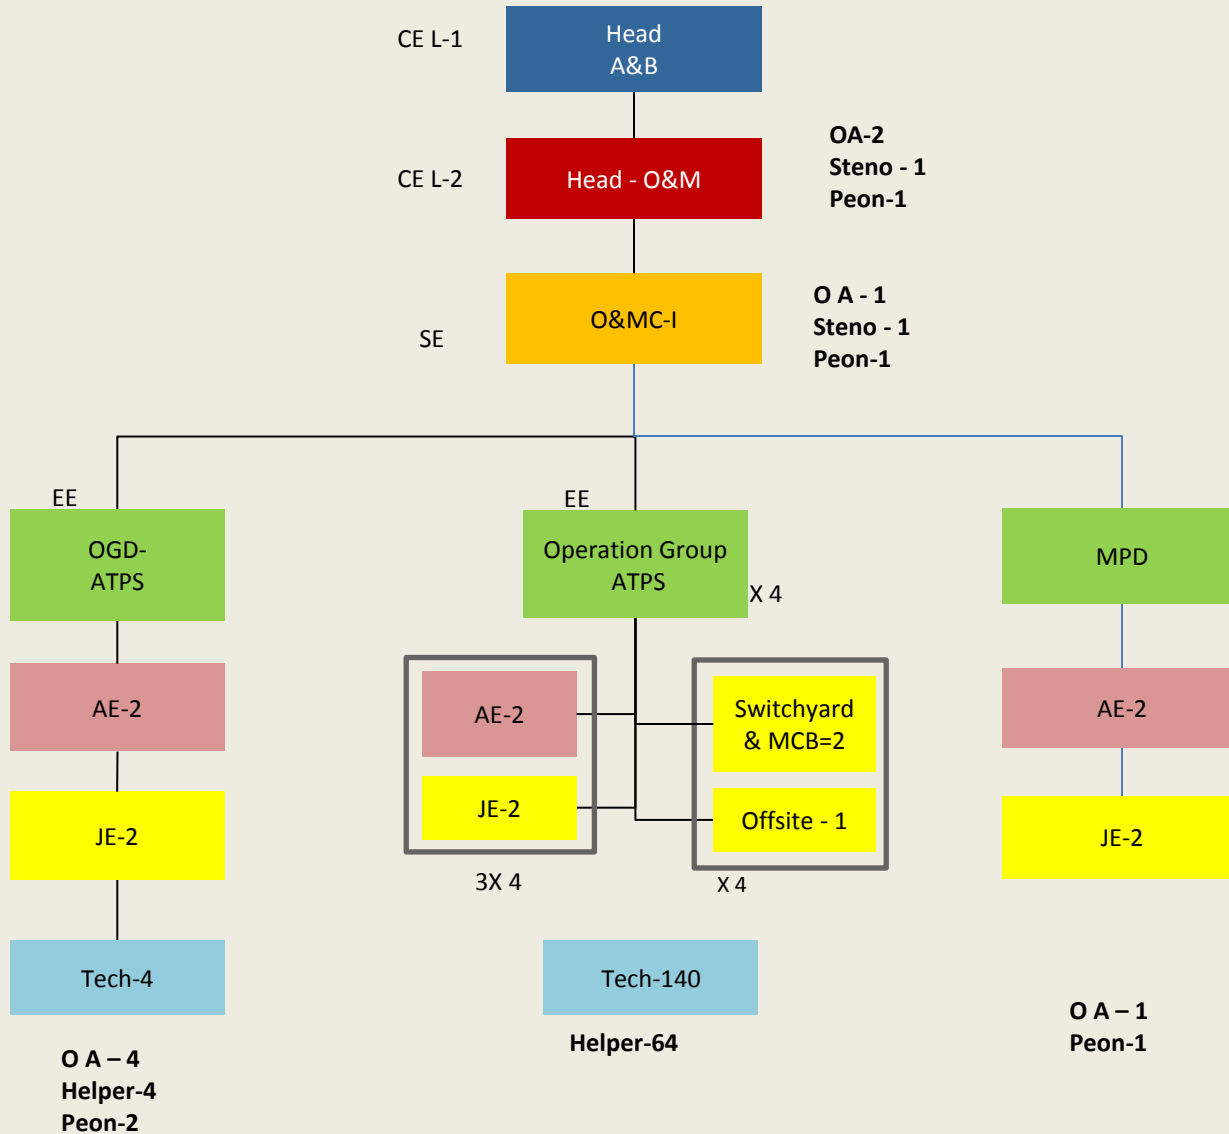 CE L-1
Head
A&B
CE L-2
Head - O&M
OA-2
Steno - 1
Peon-1
SE
O&MC-I
O A - 1
Steno - 1
Peon-1
EE
OGD-
ATPS
EE
Operation Group
ATPS
X 4
MPD
AE-2
AE-2
Switchyard
& MCB=2
AE-2
JE-2
JE-2
Offsite - 1
JE-2
3X 4
X 4
Tech-4
Tech-140
O A – 4
Helper-4
Peon-2
Helper-64
O A – 1
Peon-1